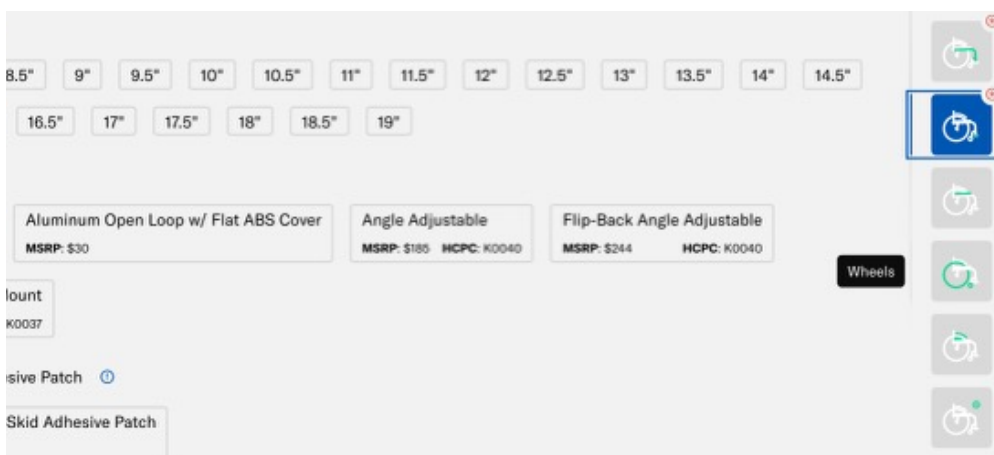 8.5" 9" 9.5" 10" 10.5" 11" 11.5" 12" 12.5" 13" 13.5" 14" 14.5"
16.5" 17" 17.5" 18" 18.5" 19"
Aluminum Open Loop w/ Flat ABS Cover Angle Adjustable Flip-Back Angle Adjustable
MSRP: $30 MSRP: $185 HCPC: K0040 MSRP: $244 HCPC: K0040
Wheels
lount
K0037
sive Patch
Skid Adhesive Patch